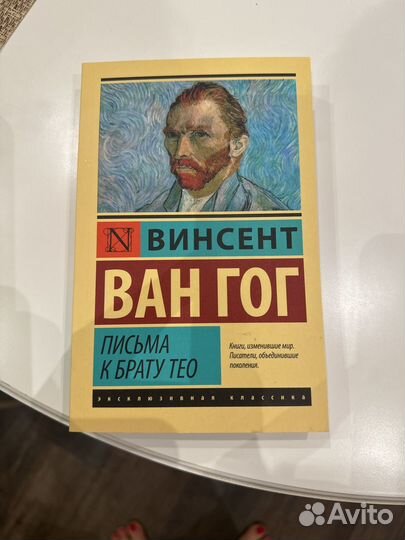 N ВИНСЕНТ
ВАН ГОГ
ПИСЬМА
К БРАТУ ТЕО
Книги, изменившие мир.
Писатели, объединившие
поколения.
эксклюзивная классика
Avito